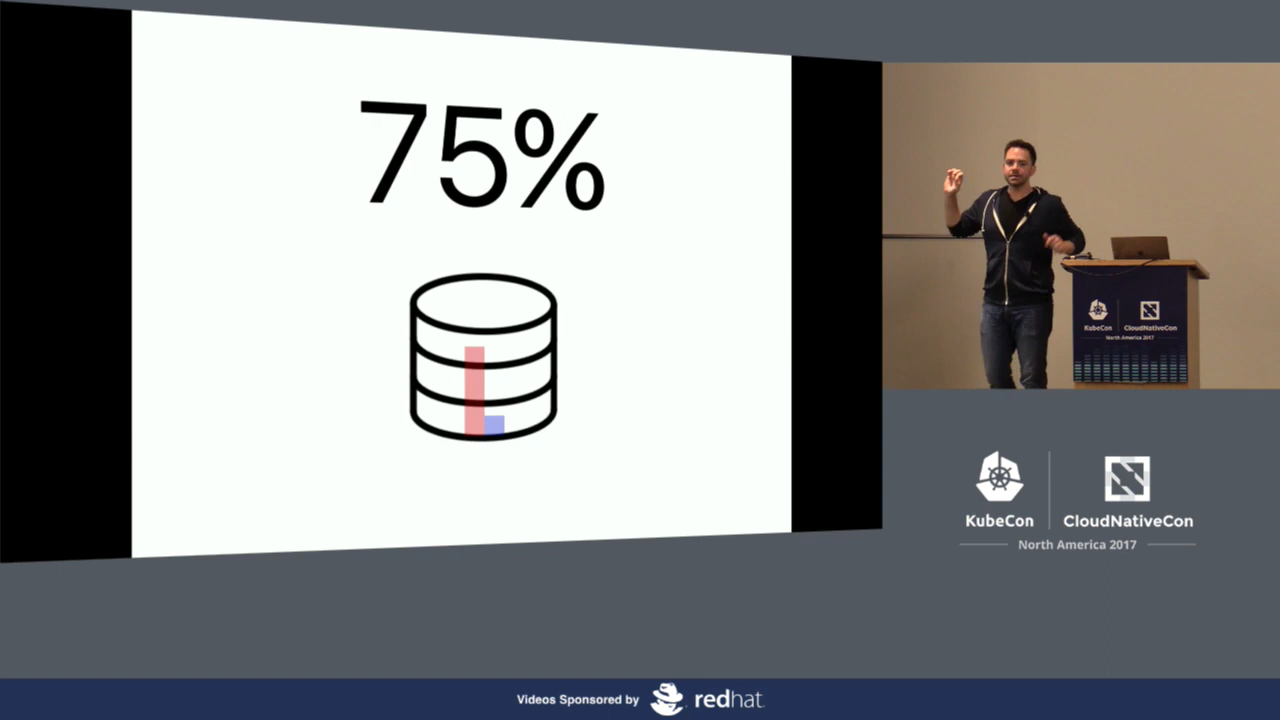 75%
KubeCon
CloudNativeCon
North America 2017
KubeCon
CloudNativeCon
North America 2017
Videos Sponsored by
redhat.